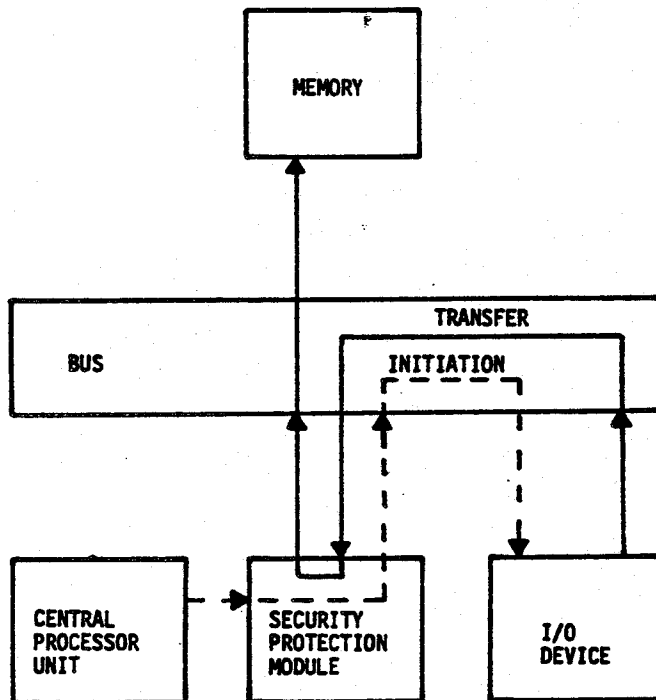 MEMORY
TRANSFER
BUS
INITIATION
CENTRAL
PROCESSOR
UNIT
SECURITY
PROTECTION
MODULE
I/O
DEVICE